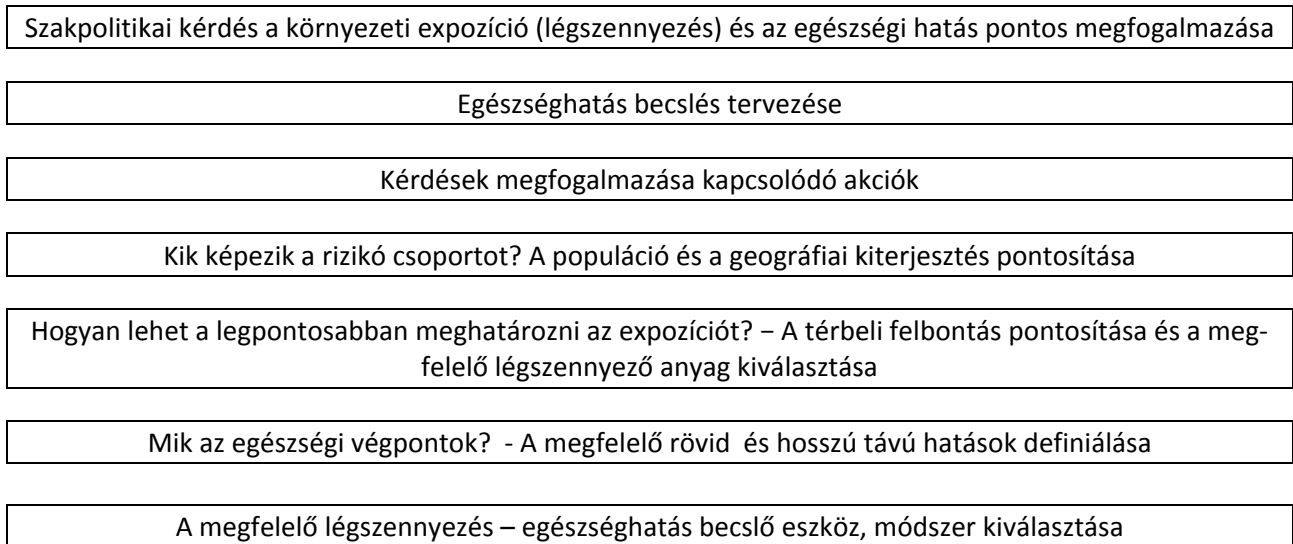 Szakpolitikai kérdés a környezeti expozíció (légszennyezés) és az egészségi hatás pontos megfogalmazása
Egészséghatás becslés tervezése
Kérdések megfogalmazása kapcsolódó akciók
Kik képezik a rizikó csoportot? A populáció és a geográfiai kiterjesztés pontosítása
Hogyan lehet a legpontosabban meghatározni az expozíciót? − A térbeli felbontás pontosítása és a meg-
felelő légszennyező anyag kiválasztása
Mik az egészségi végpontok? - A megfelelő rövid és hosszú távú hatások definiálása
A megfelelő légszennyezés – egészséghatás becslő eszköz, módszer kiválasztása